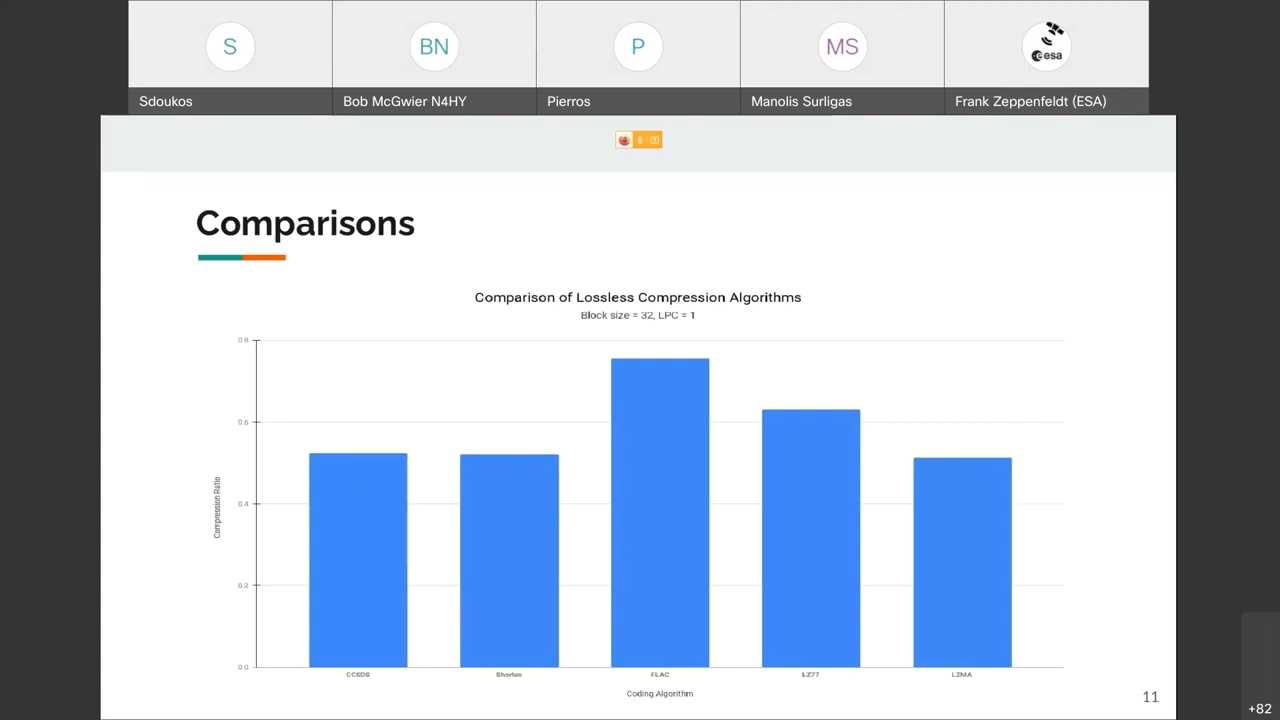 S
BN
P
MS
esa
Sdoukos
Bob McGwier N4HY
Pierros
Manolis Surligas
Frank Zeppenfeldt (ESA)
Comparisons
Comparison of Lossless Compression Algorithms
Block size = 32, LPC = 1
0.8
0.6
0.4
0.2
0.0
Compression Ratio
CCSDS
Shorten
FLAC
LZ77
LZMA
Coding Algorithm
11
+82